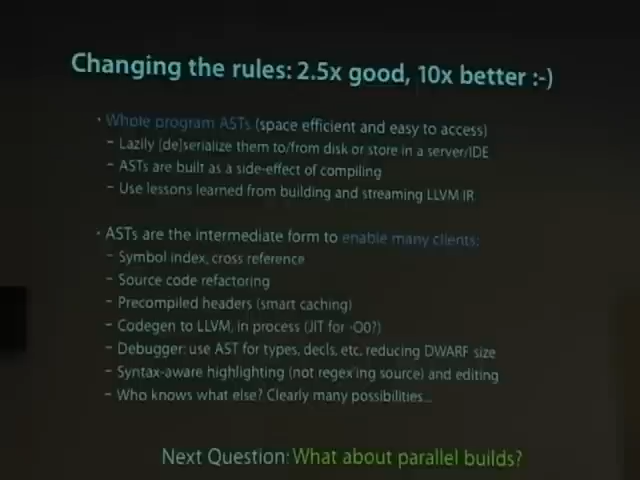 Changing the rules: 2.5x good, 10x better :-)
• Whole program ASTs (space efficient and easy to access)
– Lazily [de]serialize them to/from disk or store in a server/IDE
– ASTs are built as a side-effect of compiling
– Use lessons learned from building and streaming LLVM IR
• ASTs are the intermediate form to enable many clients:
– Symbol index, cross reference
– Source code refactoring
– Precompiled headers (smart caching)
– Codegen to LLVM, in process (JIT for -O0?)
– Debugger: use AST for types, decls, etc. reducing DWARF size
– Syntax-aware highlighting (not regex'ing source) and editing
– Who knows what else? Clearly many possibilities...
Next Question: What about parallel builds?